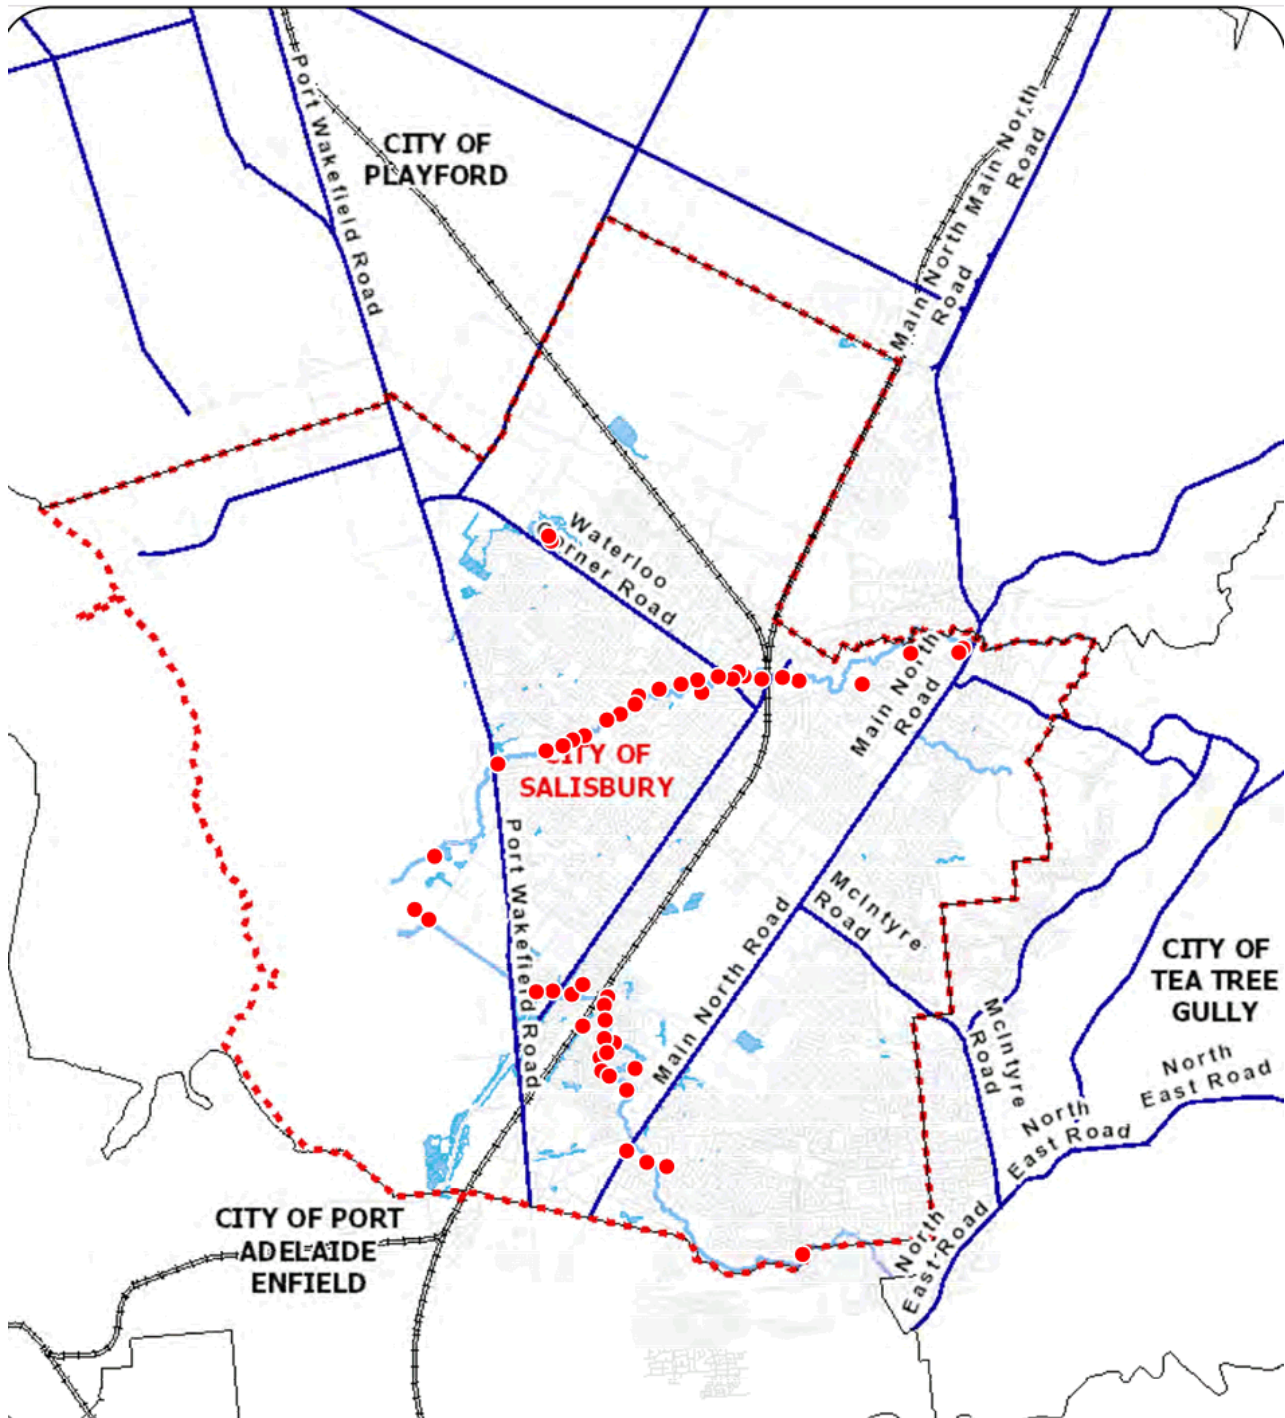 Port Wakefield Road
CITY OF
PLAYFORD
Main North
Road
Main North
Road
Waterloo
Corner Road
Main North
Road
CITY OF
SALISBURY
Port Wakefield Road
McIntyre
Road
Main North Road
CITY OF
TEA TREE
GULLY
McIntyre
Road
North
East Road
North
East Road
North
East Road
CITY OF PORT
ADELAIDE
ENFIELD